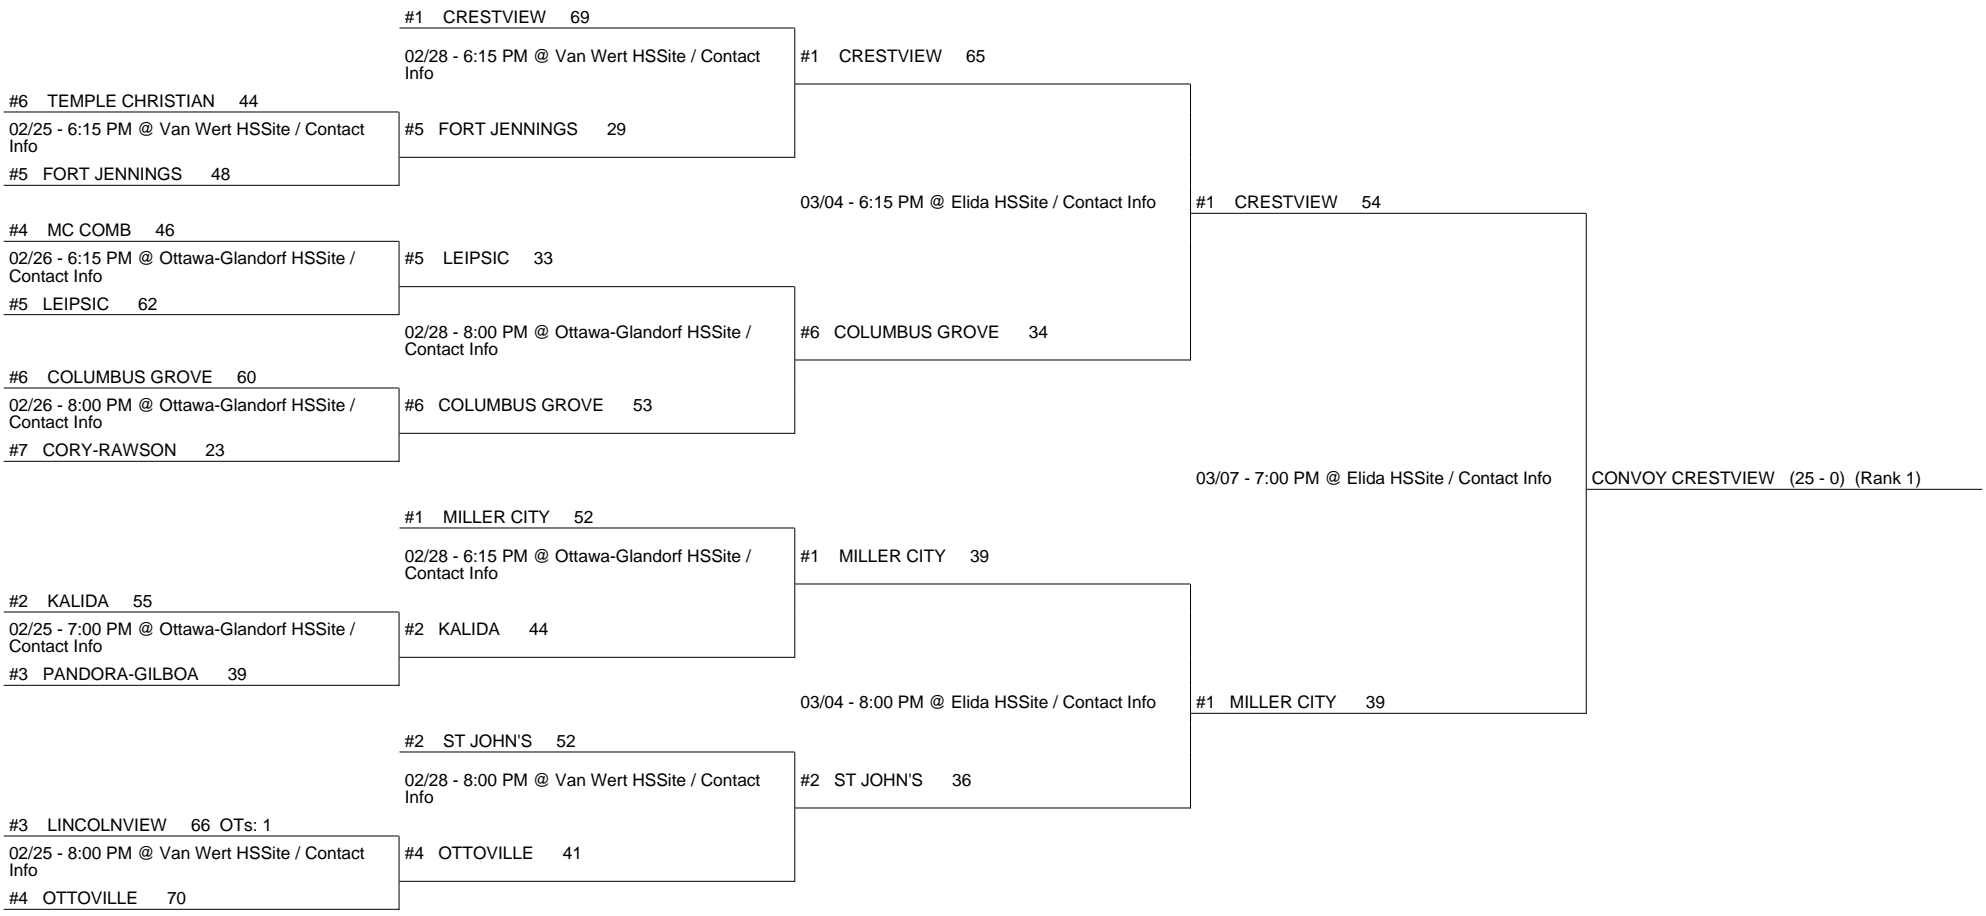 #1 CRESTVIEW 69
02/28 - 6:15 PM @ Van Wert HSSite / Contact
Info
#1 CRESTVIEW 65
#6 TEMPLE CHRISTIAN 44
02/25 - 6:15 PM @ Van Wert HSSite / Contact
Info
#5 FORT JENNINGS 29
#5 FORT JENNINGS 48
03/04 - 6:15 PM @ Elida HSSite / Contact Info
#1 CRESTVIEW 54
#4 MC COMB 46
02/26 - 6:15 PM @ Ottawa-Glandorf HSSite /
Contact Info
#5 LEIPSIC 33
#5 LEIPSIC 62
02/28 - 8:00 PM @ Ottawa-Glandorf HSSite /
Contact Info
#6 COLUMBUS GROVE 34
#6 COLUMBUS GROVE 60
02/26 - 8:00 PM @ Ottawa-Glandorf HSSite /
Contact Info
#6 COLUMBUS GROVE 53
#7 CORY-RAWSON 23
03/07 - 7:00 PM @ Elida HSSite / Contact Info
CONVOY CRESTVIEW (25 - 0) (Rank 1)
#1 MILLER CITY 52
02/28 - 6:15 PM @ Ottawa-Glandorf HSSite /
Contact Info
#1 MILLER CITY 39
#2 KALIDA 55
02/25 - 7:00 PM @ Ottawa-Glandorf HSSite /
Contact Info
#2 KALIDA 44
#3 PANDORA-GILBOA 39
03/04 - 8:00 PM @ Elida HSSite / Contact Info
#1 MILLER CITY 39
#2 ST JOHN'S 52
02/28 - 8:00 PM @ Van Wert HSSite / Contact
Info
#2 ST JOHN'S 36
#3 LINCOLNVIEW 66 OTs: 1
02/25 - 8:00 PM @ Van Wert HSSite / Contact
Info
#4 OTTOVILLE 41
#4 OTTOVILLE 70